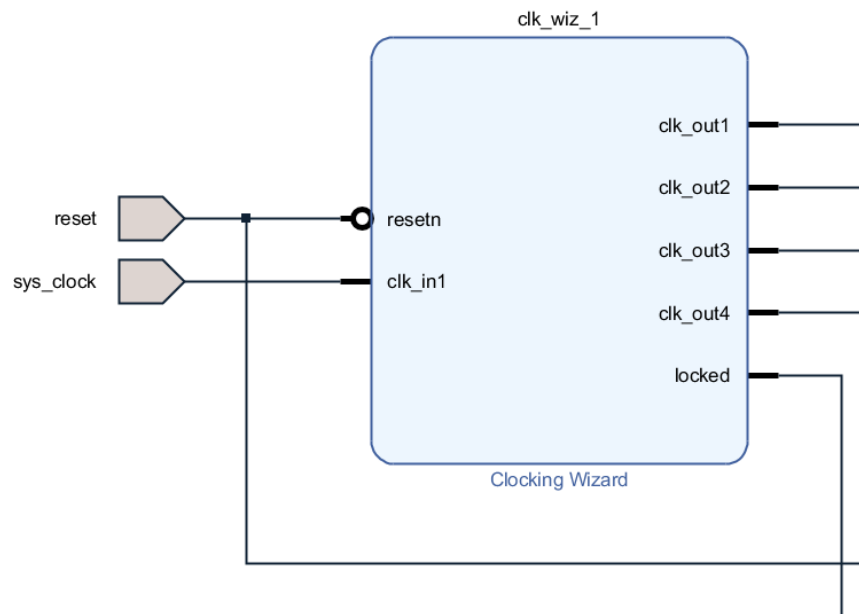 clk_wiz_1
clk_out1
clk_out2
reset
resetn
clk_out3
sys_clock
clk_in1
clk_out4
locked
Clocking Wizard